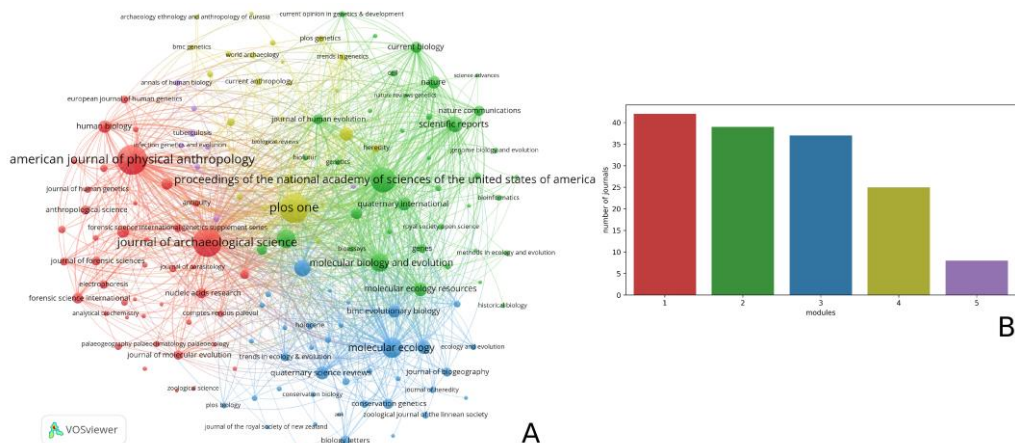 archaeology ethnology and anthropology of eurasia
current opinion in genetics & development
bmc genetics
plos genetics
current biology
world archaeology
trends in genetics
cell
science advances
annals of human biology
current anthropology
nature
nature reviews genetics
european journal of human genetics
nature communications
journal of human evolution
scientific reports
human biology
tuberculosis
biological reviews
heredity
infection genetics and evolution
genome biology and evolution
american journal of physical anthropology
genetics
proceedings of the national academy of sciences of the united states of america
journal of human genetics
bioinformatics
antiquity
plos one
quaternary international
anthropological science
royal society open science
forensic science international genetics supplement series
journal of archaeological science
bioessays
genes
methods in ecology and evolution
journal of forensic sciences
journal of parasitology
molecular biology and evolution
electrophoresis
nucleic acids research
molecular ecology resources
forensic science international
historical biology
analytical chemistry
comptes rendus palevol
bmc evolutionary biology
holocene
palaeogeography palaeoclimatology palaeoecology
journal of molecular evolution
trends in ecology & evolution
molecular ecology
ecology and evolution
quaternary science reviews
journal of biogeography
zoological science
conservation biology
journal of heredity
plos biology
conservation genetics
zoological journal of the linnean society
journal of the royal society of new zealand
biology letters
VOSviewer
A
number of journals
40
35
30
25
20
15
10
5
0
1 2 3 4 5
modules
B